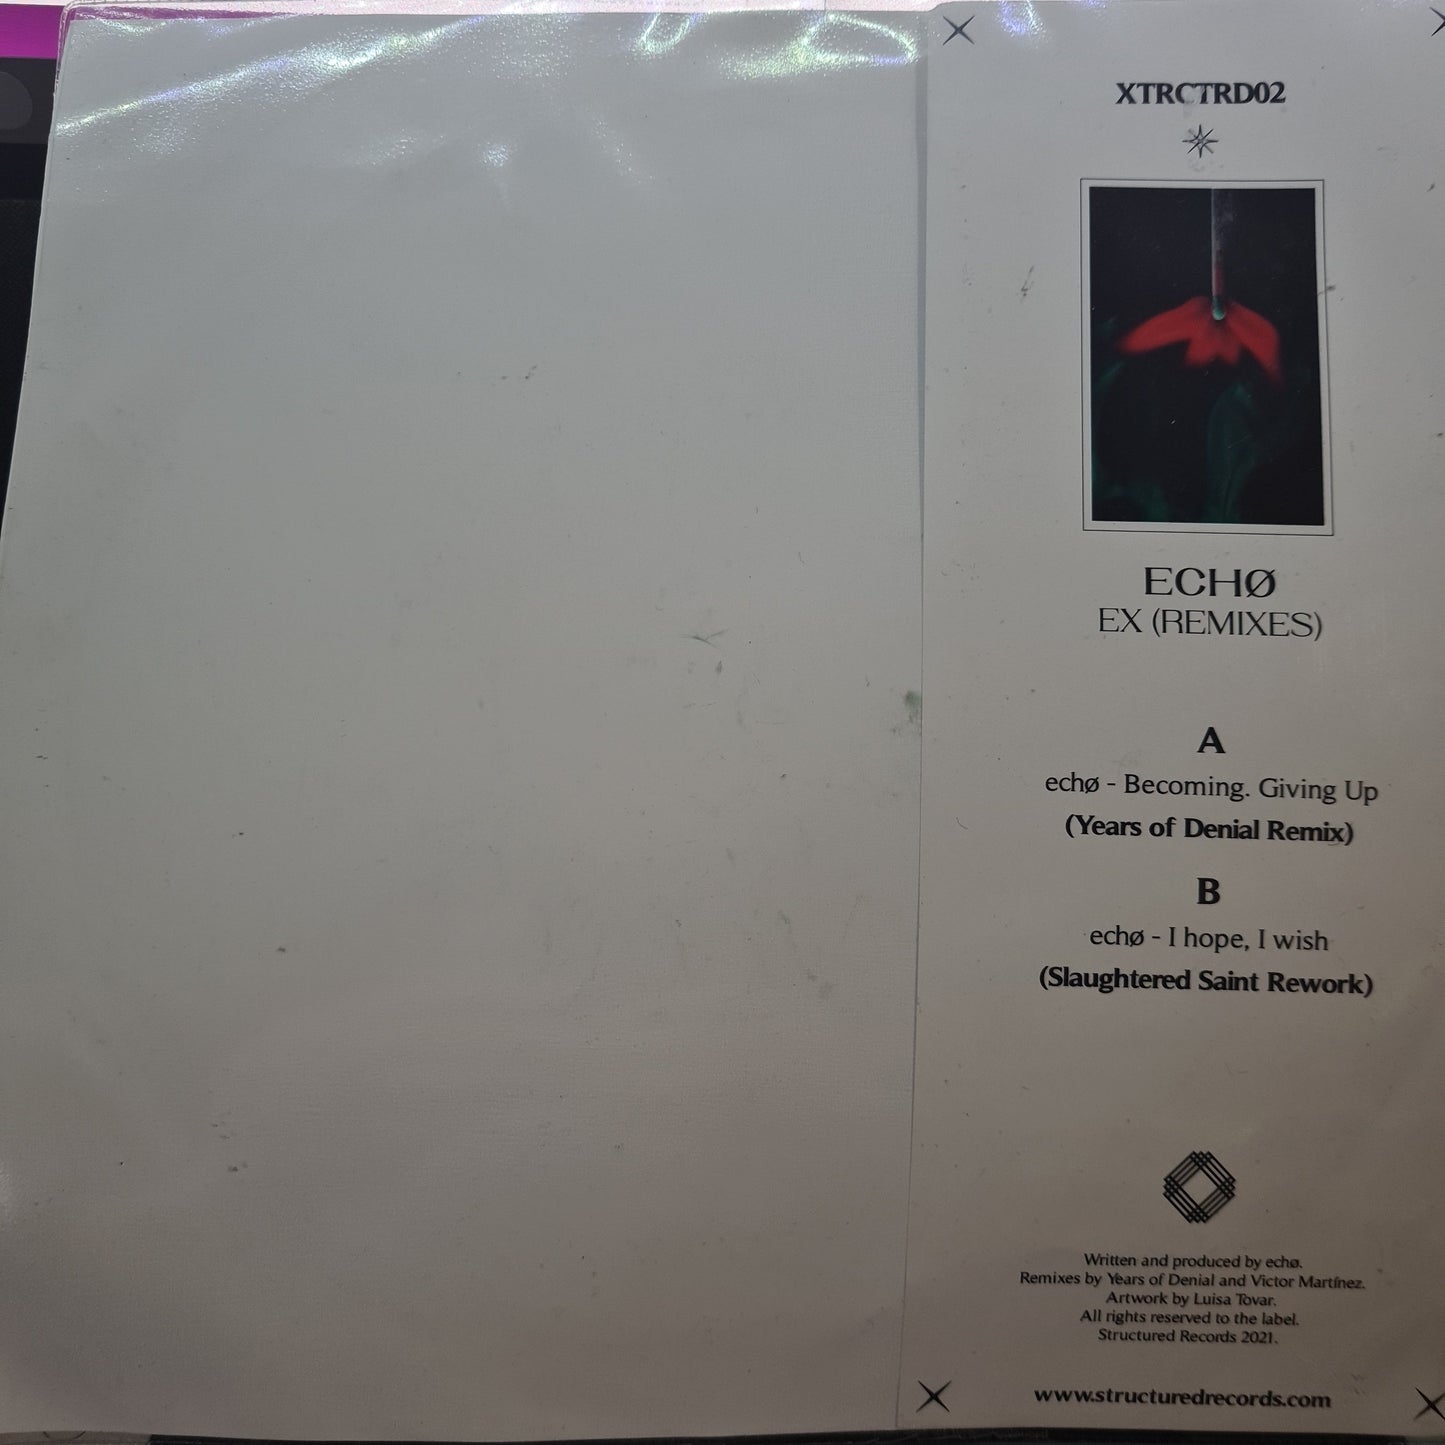 XTRCTRD02
ECHØ
EX (REMIXES)
A
echø - Becoming. Giving Up
(Years of Denial Remix)
B
echø - I hope, I wish
(Slaughtered Saint Rework)
Written and produced by echø.
Remixes by Years of Denial and Victor Martínez.
Artwork by Luisa Tovar.
All rights reserved to the label.
Structured Records 2021.
www.structuredrecords.com